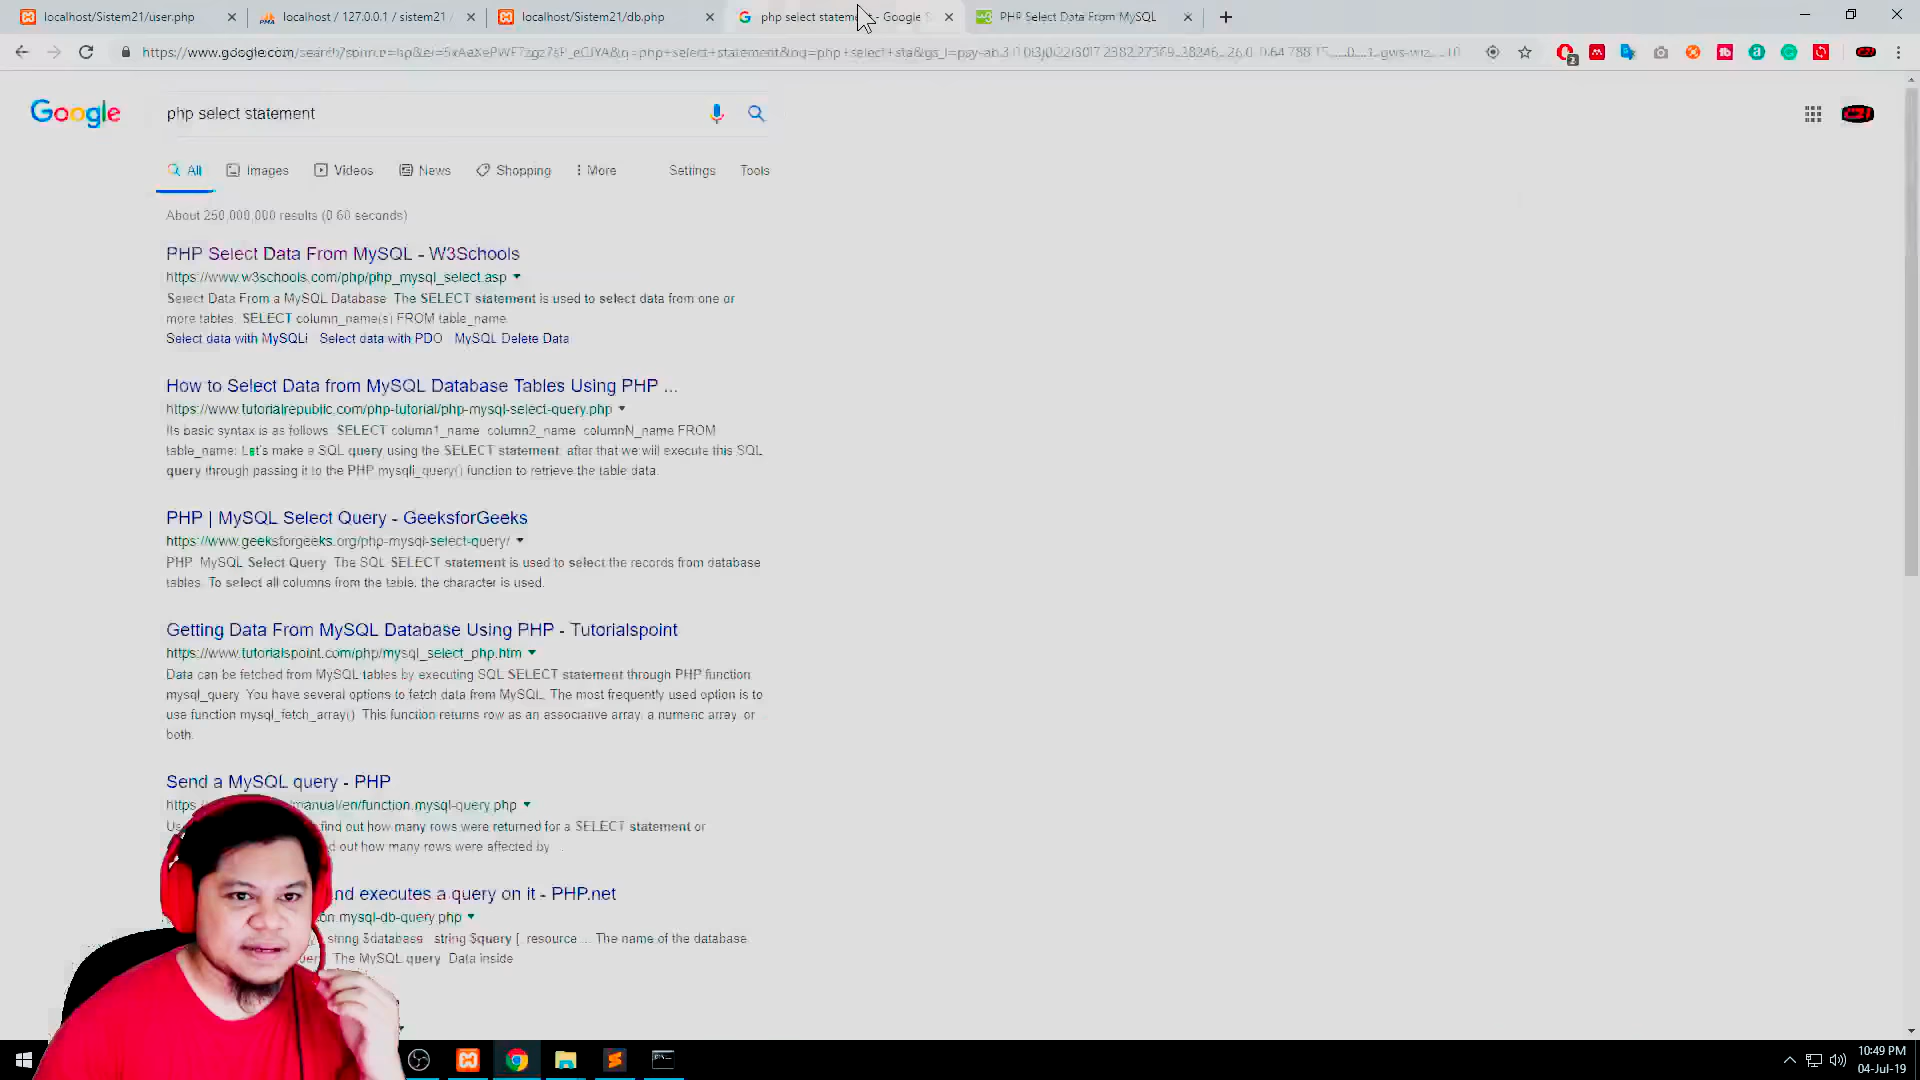 localhost/Sistem21/user.php
localhost / 127.0.0.1 / sistem21
localhost/Sistem21/db.php
php select statem - Google
PHP Select Data From MySQL
https://www.google.com
Google
php select statement
All
Images
Videos
News
Shopping
More
Settings
Tools
About 250,000,000 results (0.60 seconds)
PHP Select Data From MySQL - W3Schools
https://www.w3schools.com/php/php_mysql_select.asp
Select Data From a MySQL Database. The SELECT statement is used to select data from one or
more tables: SELECT column_name(s) FROM table_name.
Select data with MySQLi · Select data with PDO · MySQL Delete Data
How to Select Data from MySQL Database Tables Using PHP ...
https://www.tutorialrepublic.com/php-tutorial/php-mysql-select-query.php
Its basic syntax is as follows: SELECT column1_name, column2_name, columnN_name FROM
table_name; Let's make a SQL query using the SELECT statement, after that we will execute this SQL
query through passing it to the PHP mysqli_query() function to retrieve the table data.
PHP | MySQL Select Query - GeeksforGeeks
https://www.geeksforgeeks.org/php-mysql-select-query/
PHP MySQL Select Query. The SQL SELECT statement is used to select the records from database
tables. To select all columns from the table, the character is used.
Getting Data From MySQL Database Using PHP - Tutorialspoint
https://www.tutorialspoint.com/php/mysql_select_php.htm
Data can be fetched from MySQL tables by executing SQL SELECT statement through PHP function
mysql_query. You have several options to fetch data from MySQL. The most frequently used option is
to use function mysql_fetch_array(). This function returns row as an associative array, a numeric array, or
both.
Send a MySQL query - PHP
https manual/en/function.mysql-query.php
find out how many rows were returned for a SELECT statement or
out how many rows were affected by ...
executes a query on it - PHP.net
.mysql-db-query.php
string $database, string $query [, resource ... The name of the database
The MySQL query. Data inside
10:49 PM
04-Jul-19